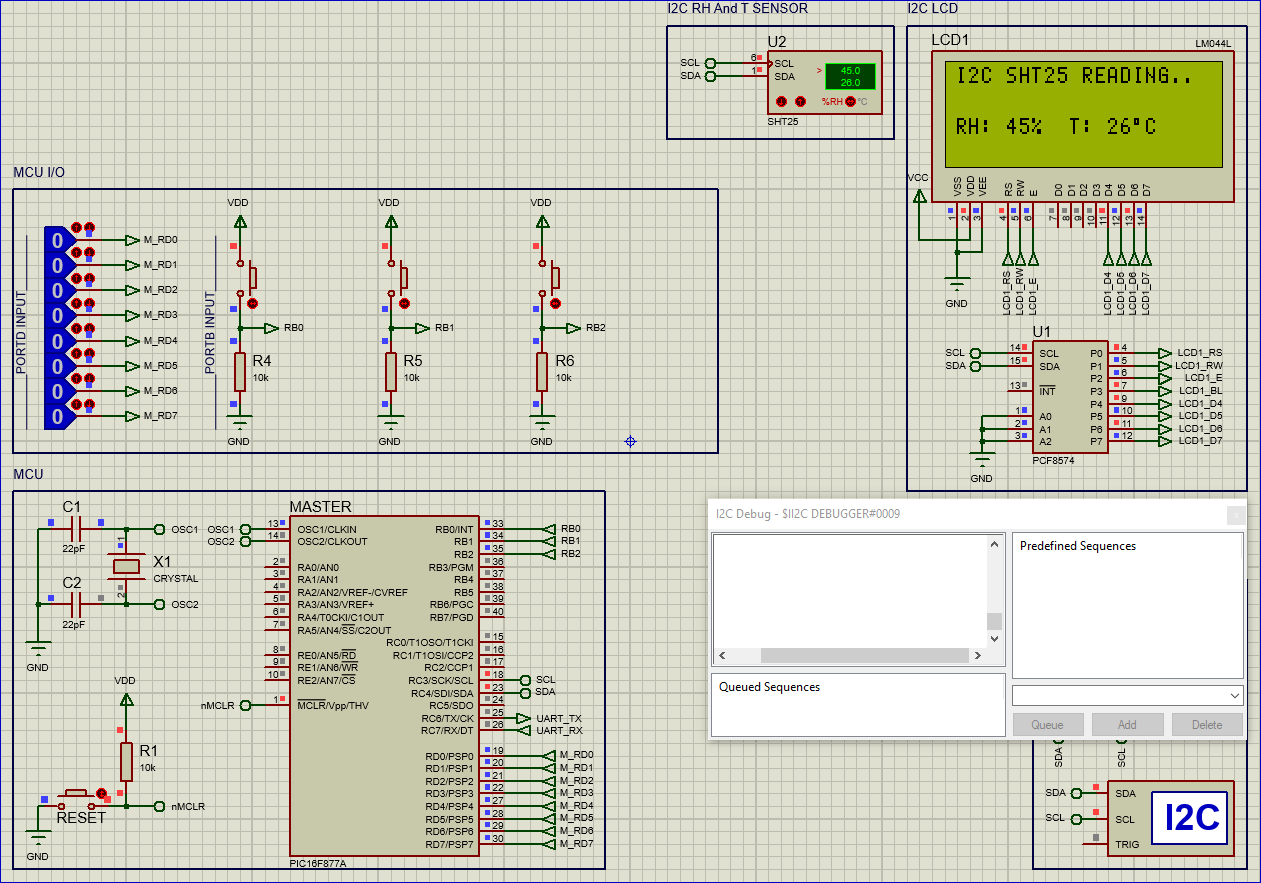 I2C RH And T SENSOR
I2C LCD
U2
SCL 6 SCL
SDA 1 SDA
> 45.0
26.0
%RH °C
SHT25
LCD1
LM044L
I2C SHT25 READING..
RH: 45% T: 26°C
VCC
VSS VDD VEE RS RW E D0 D1 D2 D3 D4 D5 D6 D7
1 2 3 4 5 6 7 8 9 10 11 12 13 14
LCD1_RS LCD1_RW LCD1_E LCD1_D4 LCD1_D5 LCD1_D6 LCD1_D7
GND
U1
SCL 14 SCL P0 4 LCD1_RS
SDA 15 SDA P1 5 LCD1_RW
P2 6 LCD1_E
13 INT P3 7 LCD1_BL
P4 9 LCD1_D4
1 A0 P5 10 LCD1_D5
2 A1 P6 11 LCD1_D6
3 A2 P7 12 LCD1_D7
PCF8574
GND
MCU I/O
VDD VDD VDD
PORTD INPUT
0 M_RD0
0 M_RD1
0 M_RD2
0 M_RD3
0 M_RD4
0 M_RD5
0 M_RD6
0 M_RD7
PORTB INPUT
RB0 RB1 RB2
R4 R5 R6
10k 10k 10k
GND GND GND
MCU
C1
22pF
C2
22pF
X1
CRYSTAL
1
2
OSC1
OSC2
GND
VDD
R1
10k
nMCLR
RESET
GND
MASTER
OSC1 13 OSC1/CLKIN RB0/INT 33 RB0
OSC2 14 OSC2/CLKOUT RB1 34 RB1
RB2 35 RB2
2 RA0/AN0 RB3/PGM 36
3 RA1/AN1 RB4 37
4 RA2/AN2/VREF-/CVREF RB5 38
5 RA3/AN3/VREF+ RB6/PGC 39
6 RA4/T0CKI/C1OUT RB7/PGD 40
7 RA5/AN4/SS/C2OUT
RC0/T1OSO/T1CKI 15
8 RE0/AN5/RD RC1/T1OSI/CCP2 16
9 RE1/AN6/WR RC2/CCP1 17
10 RE2/AN7/CS RC3/SCK/SCL 18 SCL
RC4/SDI/SDA 23 SDA
nMCLR 1 MCLR/Vpp/THV RC5/SDO 24
RC6/TX/CK 25 UART_TX
RC7/RX/DT 26 UART_RX
RD0/PSP0 19 M_RD0
RD1/PSP1 20 M_RD1
RD2/PSP2 21 M_RD2
RD3/PSP3 22 M_RD3
RD4/PSP4 27 M_RD4
RD5/PSP5 28 M_RD5
RD6/PSP6 29 M_RD6
RD7/PSP7 30 M_RD7
PIC16F877A
I2C Debug - $II2C DEBUGGER#0009
Predefined Sequences
Queued Sequences
Queue Add Delete
SDA SCL
SDA SDA
SCL SCL
TRIG
I2C